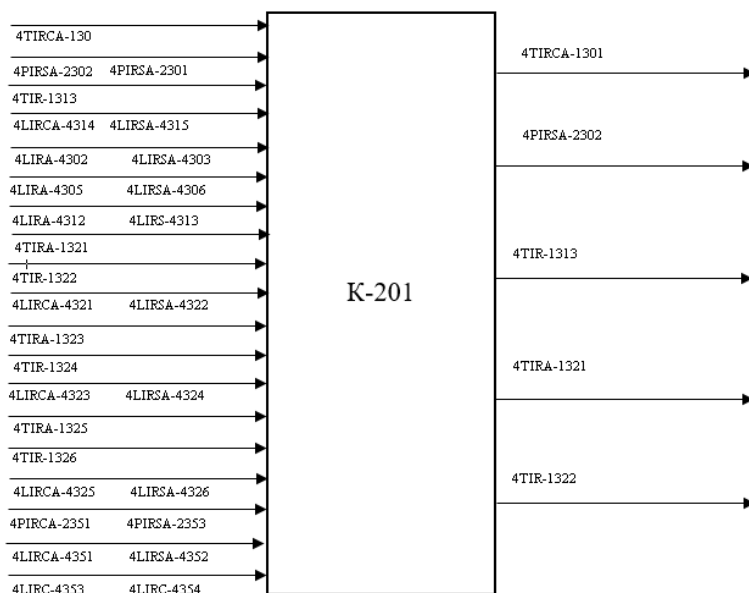 4TIRCA-130
4PIRSA-2302 4PIRSA-2301
4TIR-1313
4LIRCA-4314 4LIRSA-4315
4LIRA-4302 4LIRSA-4303
4LIRA-4305 4LIRSA-4306
4LIRA-4312 4LIRS-4313
4TIRA-1321
4TIR-1322
4LIRCA-4321 4LIRSA-4322
4TIRA-1323
4TIR-1324
4LIRCA-4323 4LIRSA-4324
4TIRA-1325
4TIR-1326
4LIRCA-4325 4LIRSA-4326
4PIRCA-2351 4PIRSA-2353
4LIRCA-4351 4LIRSA-4352
4LIRC-4353 4LIRC-4354
К-201
4TIRCA-1301
4PIRSA-2302
4TIR-1313
4TIRA-1321
4TIR-1322